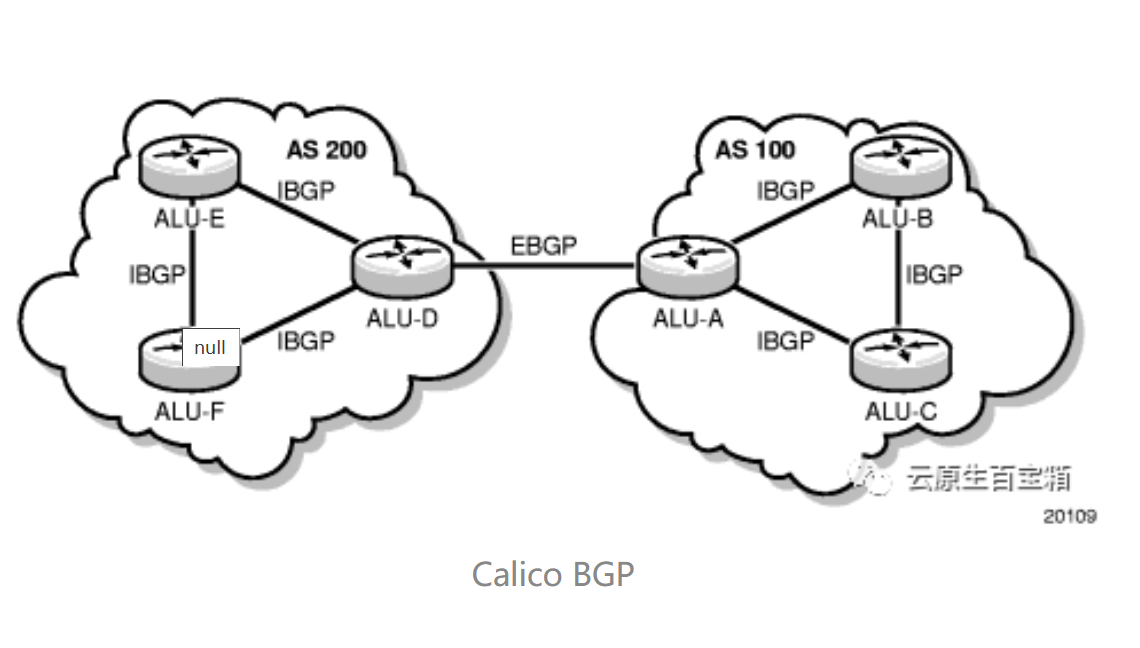 AS 200
AS 100
IBGP
IBGP
ALU-E
ALU-B
EBGP
IBGP
IBGP
ALU-D
ALU-A
IBGP
IBGP
null
ALU-F
ALU-C
云原生百宝箱
20109
Calico BGP